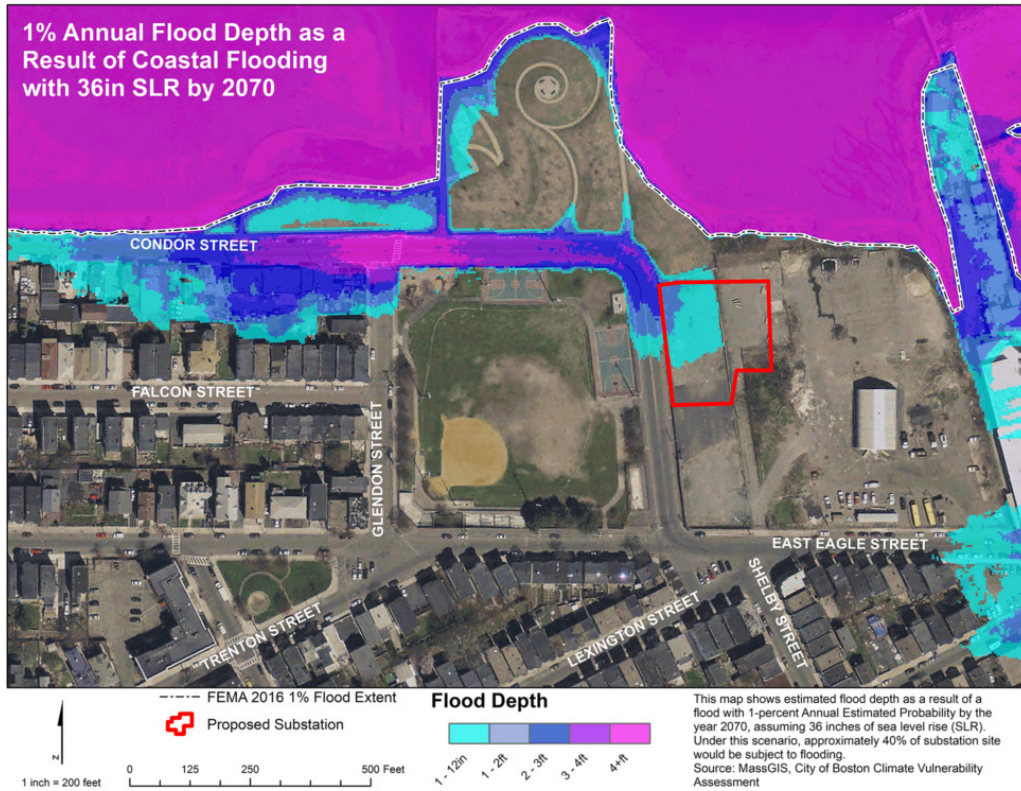 1% Annual Flood Depth as a
Result of Coastal Flooding
with 36in SLR by 2070
CONDOR STREET
FALCON STREET
GLENDON STREET
EAST EAGLE STREET
TRENTON STREET
LEXINGTON STREET
SHELBY STREET
N
1 inch = 200 feet
FEMA 2016 1% Flood Extent
Proposed Substation
0 125 250 500 Feet
Flood Depth
1 - 12in
1 - 2ft
2 - 3ft
3 - 4ft
4+ft
This map shows estimated flood depth as a result of a
flood with 1-percent Annual Estimated Probability by the
year 2070, assuming 36 inches of sea level rise (SLR).
Under this scenario, approximately 40% of substation site
would be subject to flooding.
Source: MassGIS, City of Boston Climate Vulnerability
Assessment